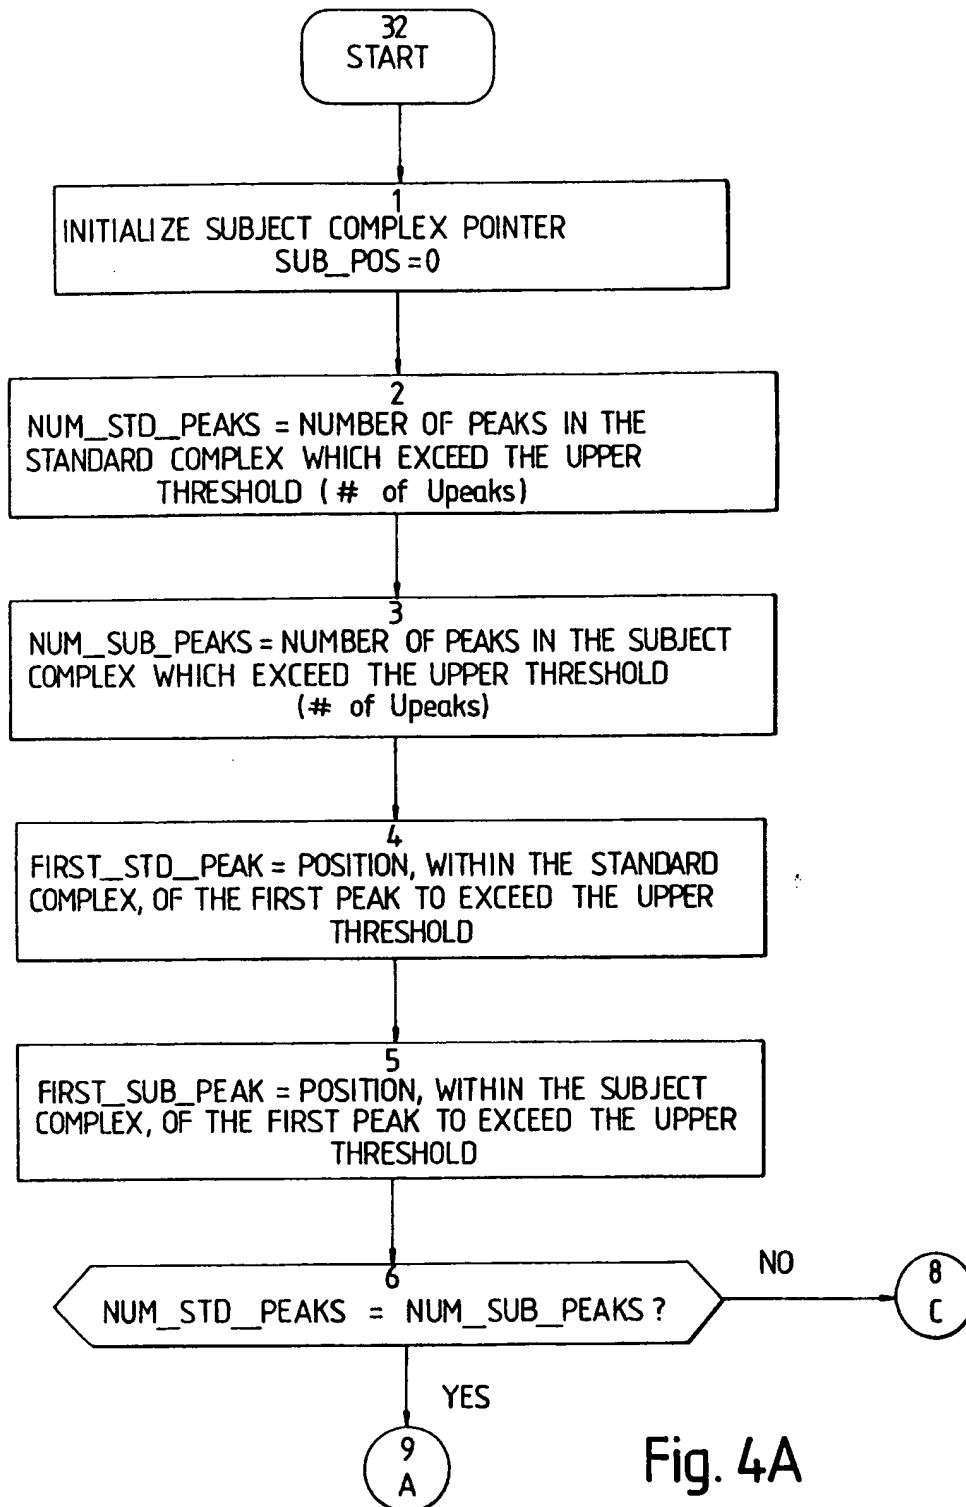 32
START
1
INITIALIZE SUBJECT COMPLEX POINTER
SUB_POS=0
2
NUM_STD_PEAKS = NUMBER OF PEAKS IN THE
STANDARD COMPLEX WHICH EXCEED THE UPPER
THRESHOLD (# of Upeaks)
3
NUM_SUB_PEAKS = NUMBER OF PEAKS IN THE SUBJECT
COMPLEX WHICH EXCEED THE UPPER THRESHOLD
(# of Upeaks)
4
FIRST_STD_PEAK = POSITION, WITHIN THE STANDARD
COMPLEX, OF THE FIRST PEAK TO EXCEED THE UPPER
THRESHOLD
5
FIRST_SUB_PEAK = POSITION, WITHIN THE SUBJECT
COMPLEX, OF THE FIRST PEAK TO EXCEED THE UPPER
THRESHOLD
6
NUM_STD_PEAKS = NUM_SUB_PEAKS?
NO
8
C
YES
9
A
Fig. 4A